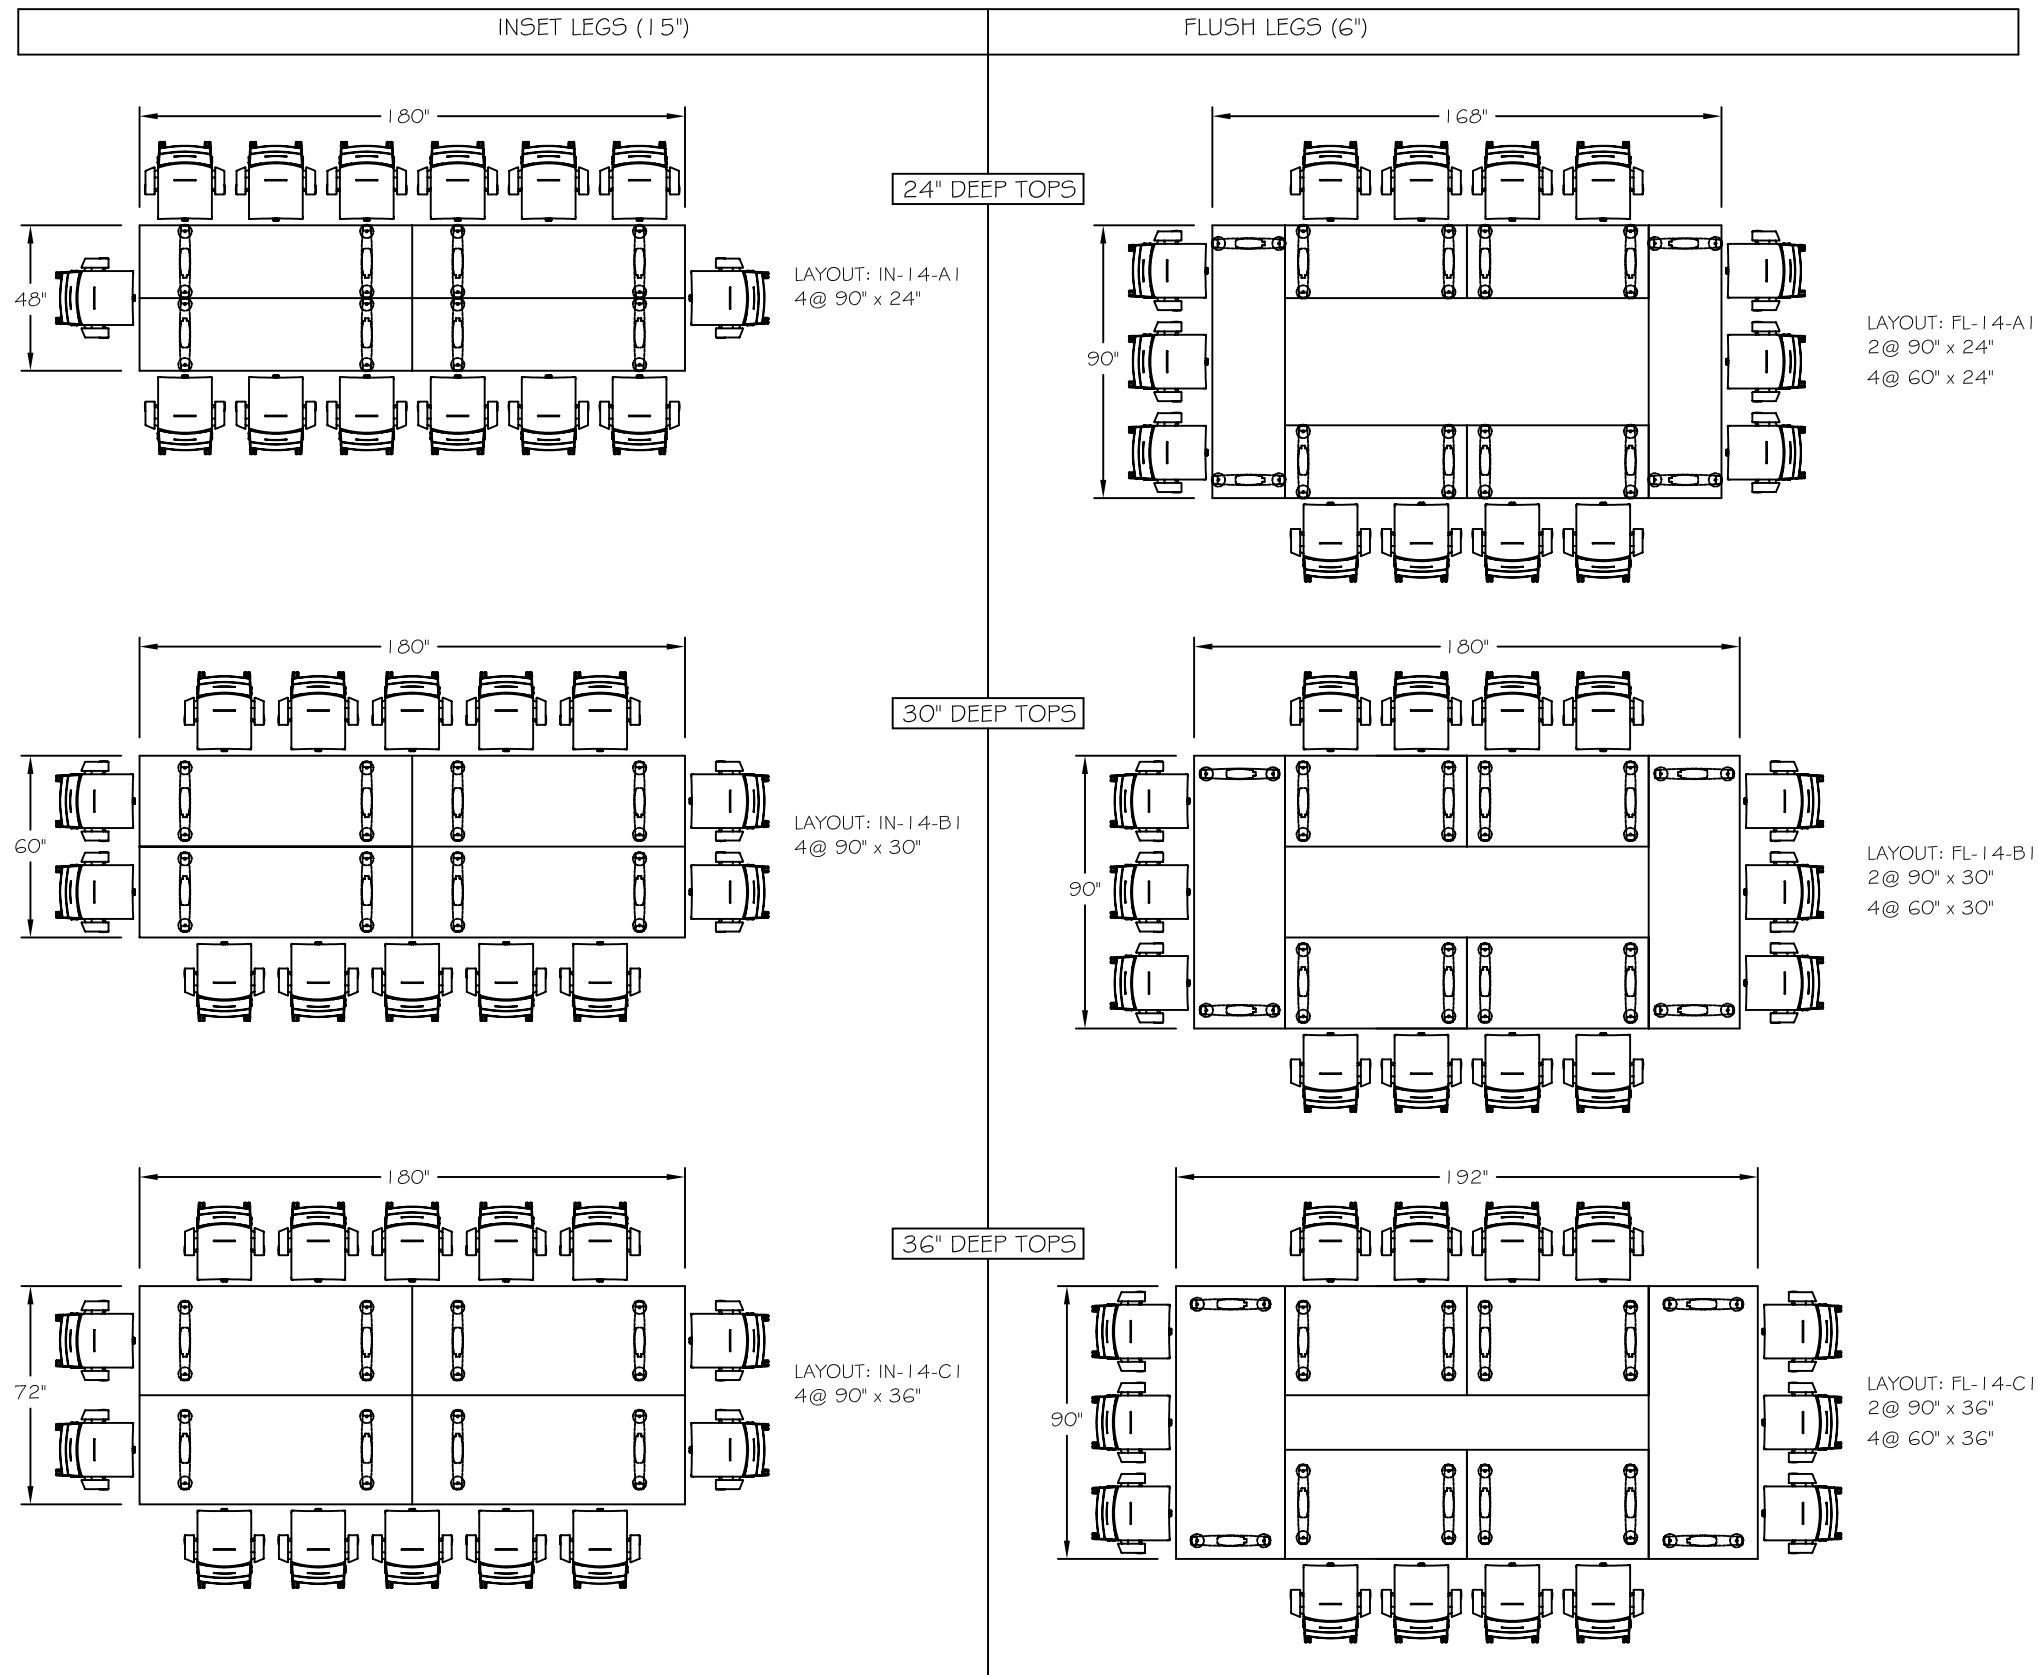 INSET LEGS (15")
FLUSH LEGS (6")
24" DEEP TOPS
180"
48"
LAYOUT: IN-14-A1
4@ 90" x 24"
168"
90"
LAYOUT: FL-14-A1
2@ 90" x 24"
4@ 60" x 24"
30" DEEP TOPS
180"
60"
LAYOUT: IN-14-B1
4@ 90" x 30"
180"
90"
LAYOUT: FL-14-B1
2@ 90" x 30"
4@ 60" x 30"
36" DEEP TOPS
180"
72"
LAYOUT: IN-14-C1
4@ 90" x 36"
192"
90"
LAYOUT: FL-14-C1
2@ 90" x 36"
4@ 60" x 36"